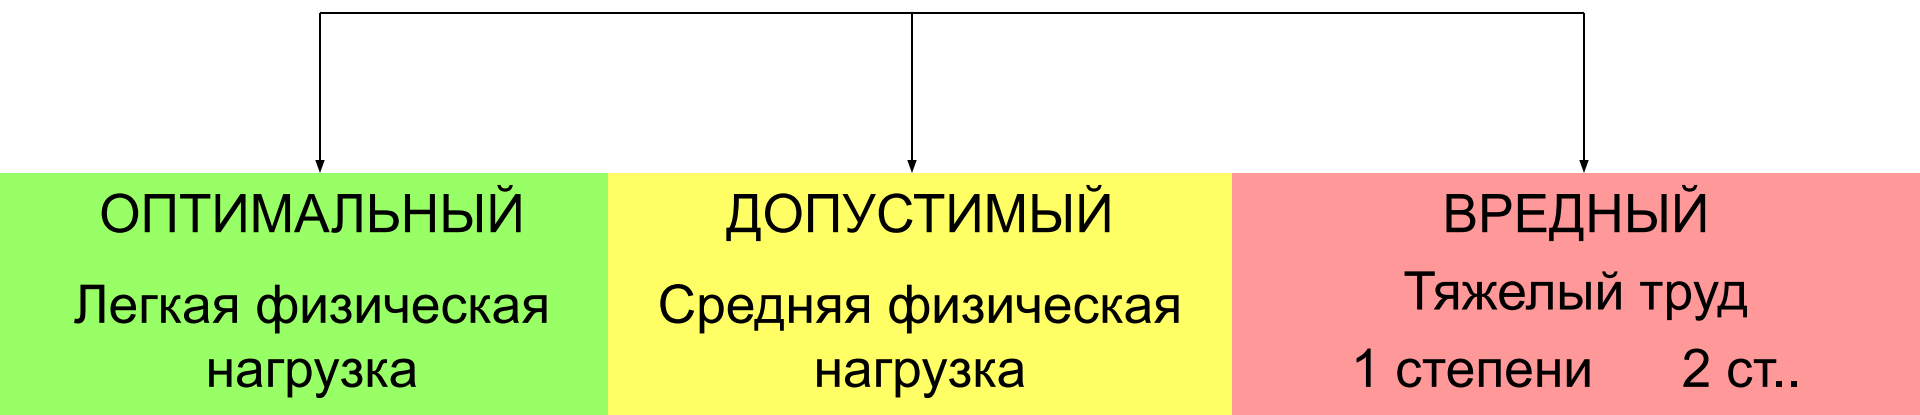 ОПТИМАЛЬНЫЙ
Легкая физическая
нагрузка
ДОПУСТИМЫЙ
Средняя физическая
нагрузка
ВРЕДНЫЙ
Тяжелый труд
1 степени 2 ст..